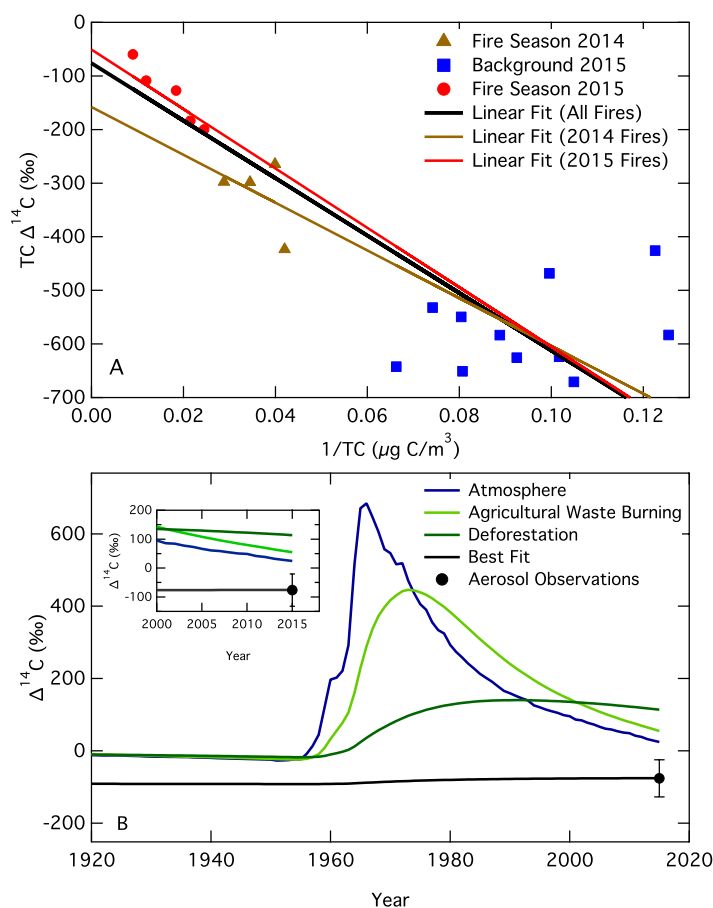 0
-100
-200
-300
-400
-500
-600
-700
TC Δ14C (‰)
Fire Season 2014
Background 2015
Fire Season 2015
Linear Fit (All Fires)
Linear Fit (2014 Fires)
Linear Fit (2015 Fires)
A
0.00 0.02 0.04 0.06 0.08 0.10 0.12
1/TC (μg C/m3)
600
400
200
0
-200
Δ14C (‰)
Atmosphere
Agricultural Waste Burning
Deforestation
Best Fit
Aerosol Observations
200
100
0
-100
Δ14C (‰)
2000 2005 2010 2015
Year
B
1920 1940 1960 1980 2000 2020
Year